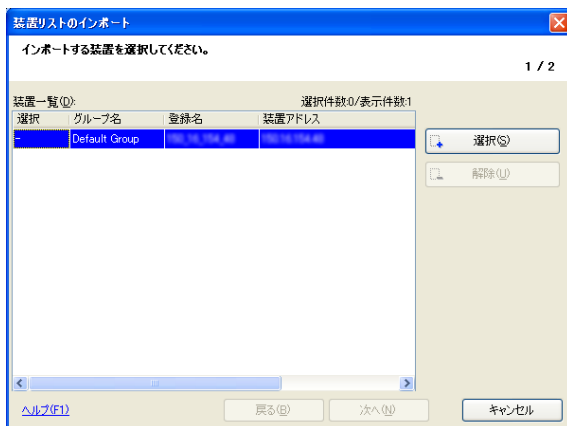 装置リストのインポート
インポートする装置を選択してください。
1 / 2
装置一覧(D): 選択件数:0/表示件数:1
選択 グループ名 登録名 装置アドレス
- Default Group
選択(S)
解除(U)
ヘルプ(F1) 戻る(B) 次へ(N) キャンセル